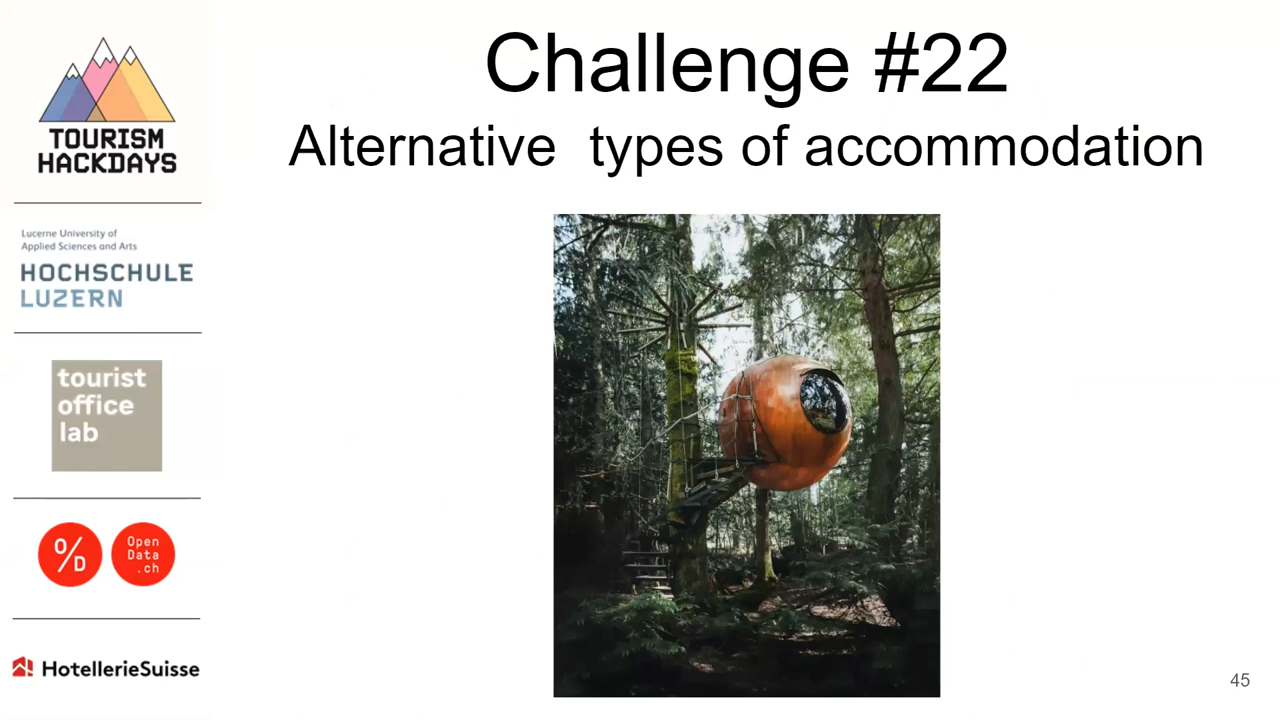 Challenge #22
Alternative types of accommodation
TOURISM
HACKDAYS
Lucerne University of
Applied Sciences and Arts
HOCHSCHULE
LUZERN
tourist
office
lab
%D
Open
Data
.ch
HotellerieSuisse
45